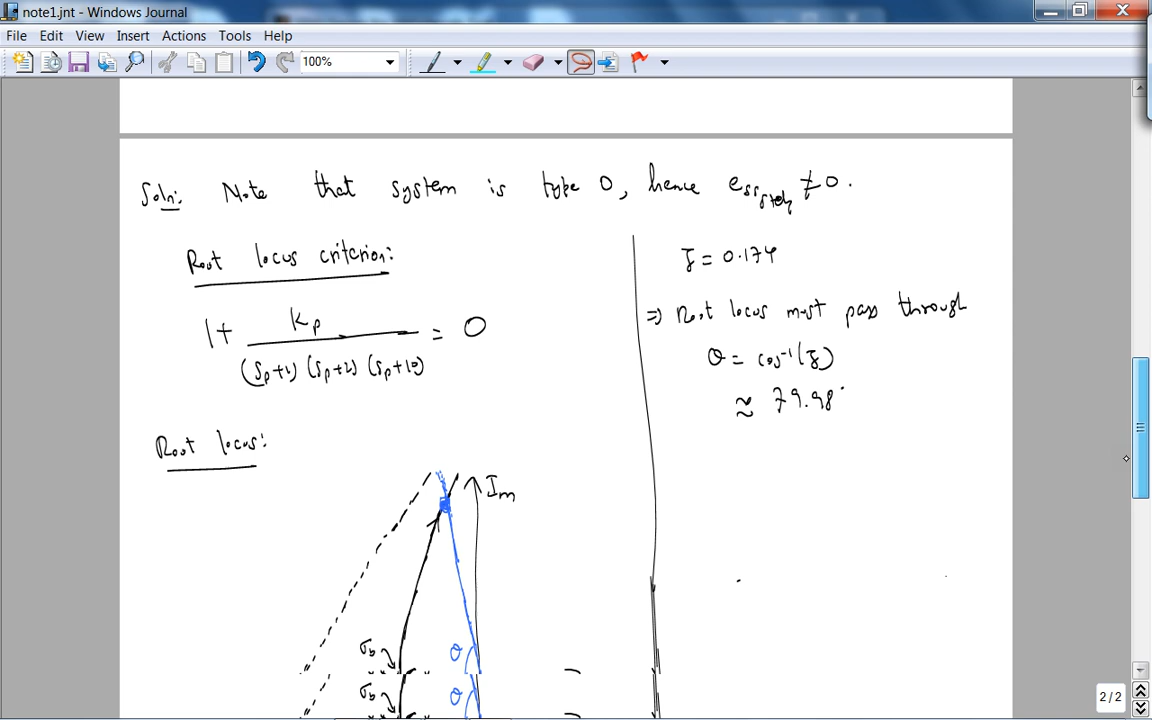 note1.jnt - Windows Journal
File Edit View Insert Actions Tools Help
100%
Soln: Note that system is type 0, hence e_ss,step ≠ 0.
Root locus criterion:
1 + Kp / (Sp+1) (Sp+2) (Sp+10) = 0
Root locus:
Im
σb
θ
σb
θ
ξ = 0.174
⇒ Root locus must pass through
θ = cos⁻¹(ξ)
≈ 79.98°
2 / 2